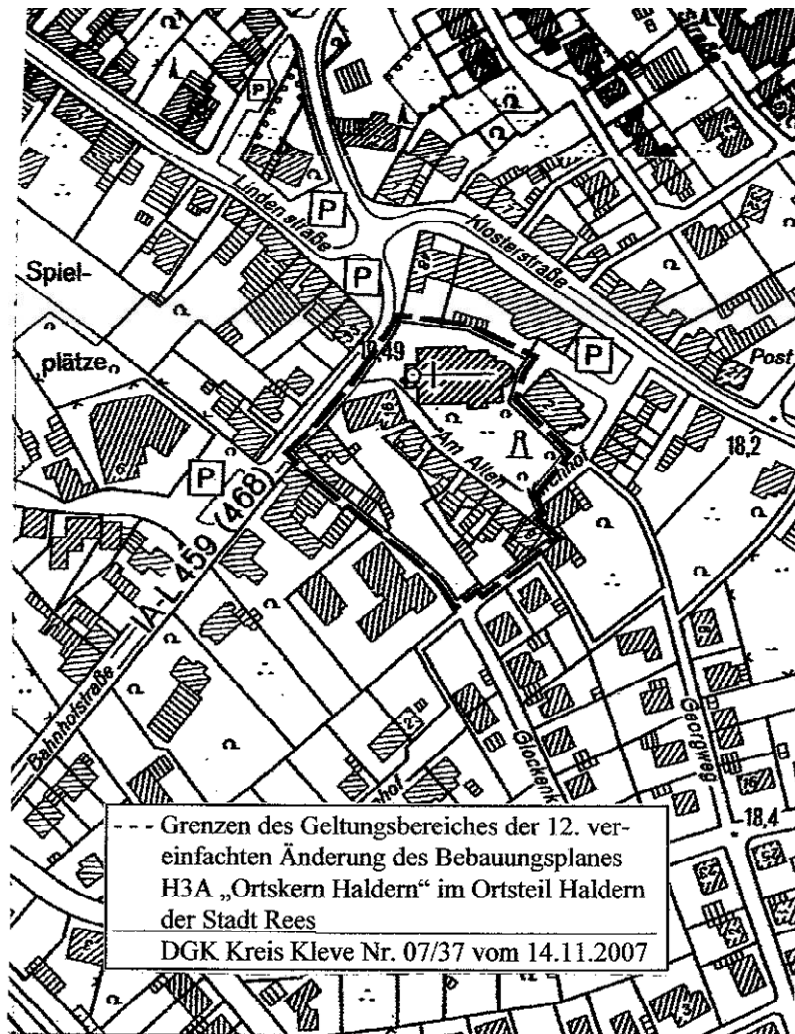 P
Lindenstraße
P
Klosterstraße
P
Spiel-
plätze
P
Post
Am Alten
18,2
P
IA-L 459 (468)
Bahnhofstraße
Glockenk
Georgweg
18,4
--- Grenzen des Geltungsbereiches der 12. ver-
einfachten Änderung des Bebauungsplanes
H3A „Ortskern Haldern“ im Ortsteil Haldern
der Stadt Rees
DGK Kreis Kleve Nr. 07/37 vom 14.11.2007